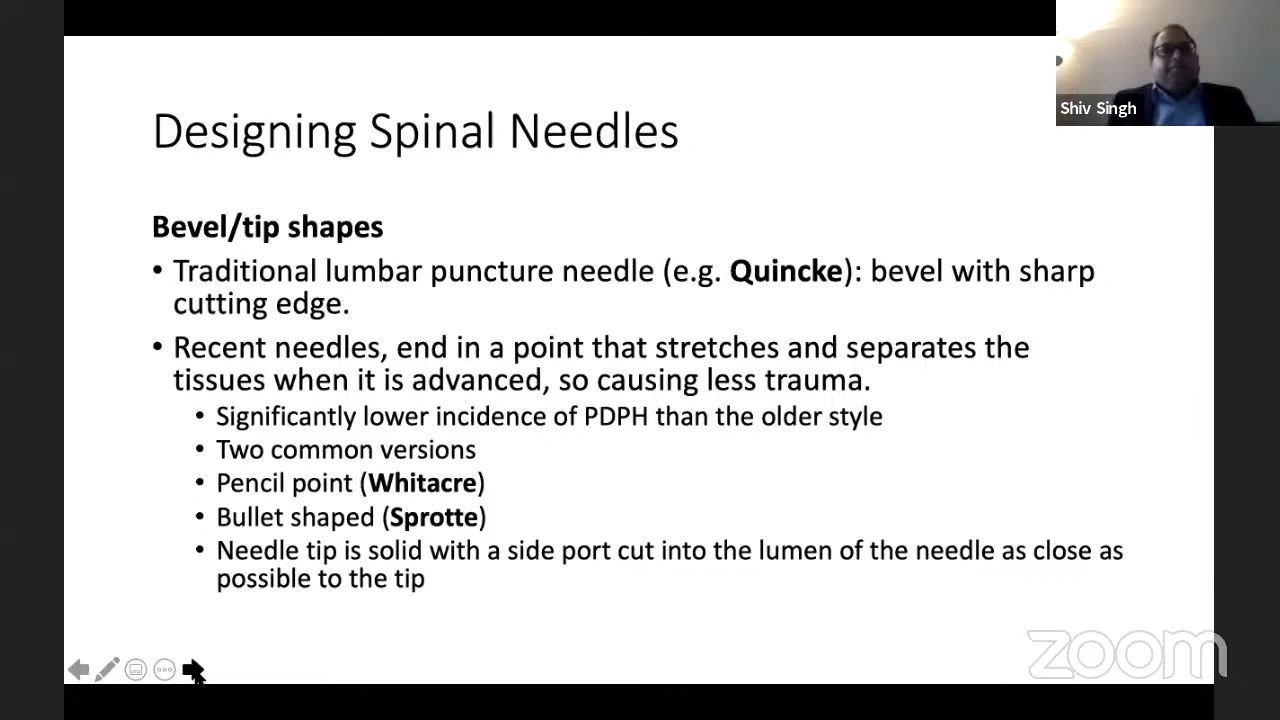 Shiv Singh
Designing Spinal Needles
Bevel/tip shapes
• Traditional lumbar puncture needle (e.g. Quincke): bevel with sharp
cutting edge.
• Recent needles, end in a point that stretches and separates the
tissues when it is advanced, so causing less trauma.
• Significantly lower incidence of PDPH than the older style
• Two common versions
• Pencil point (Whitacre)
• Bullet shaped (Sprotte)
• Needle tip is solid with a side port cut into the lumen of the needle as close as
possible to the tip
zoom